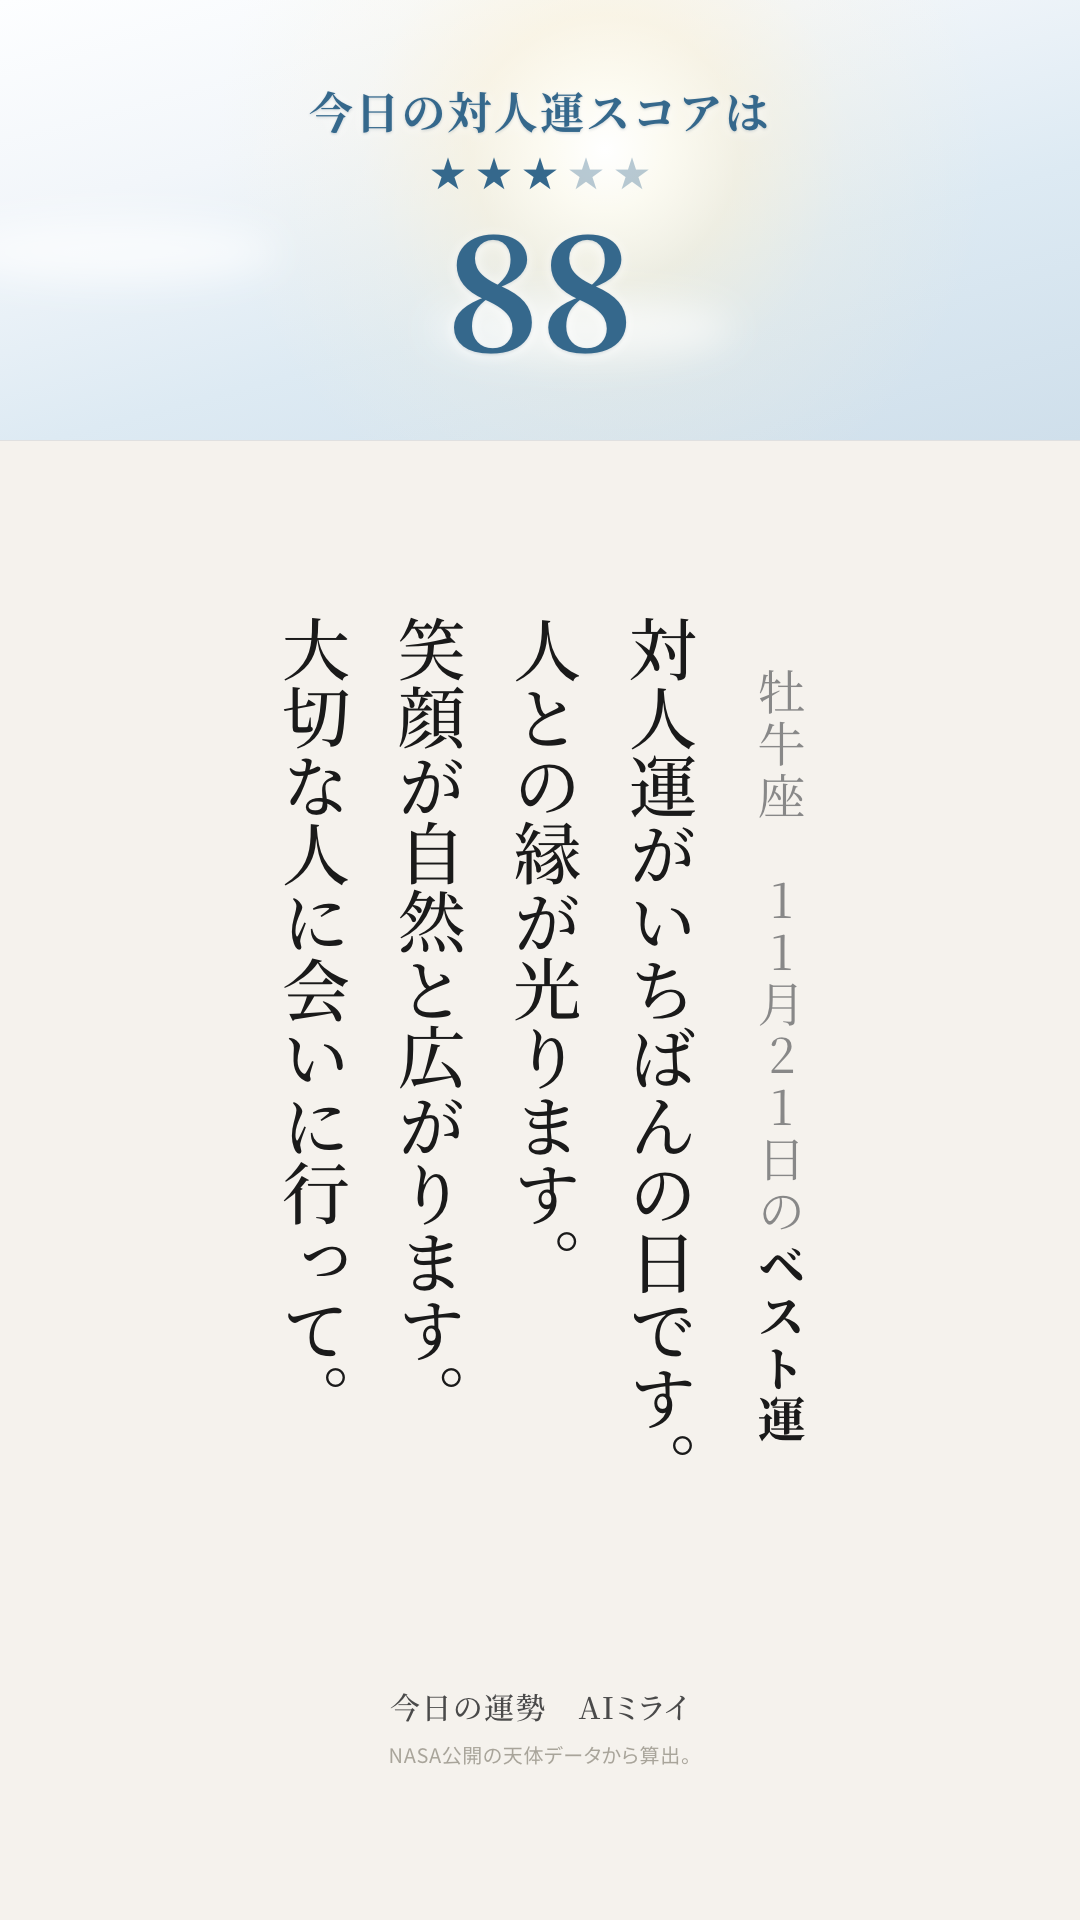 今日の対人運スコアは
★★★★★
88
牡牛座　11月21日のベスト運
対人運がいちばんの日です。
人との縁が光ります。
笑顔が自然と広がります。
大切な人に会いに行って。
今日の運勢　AIミライ
NASA公開の天体データから算出。